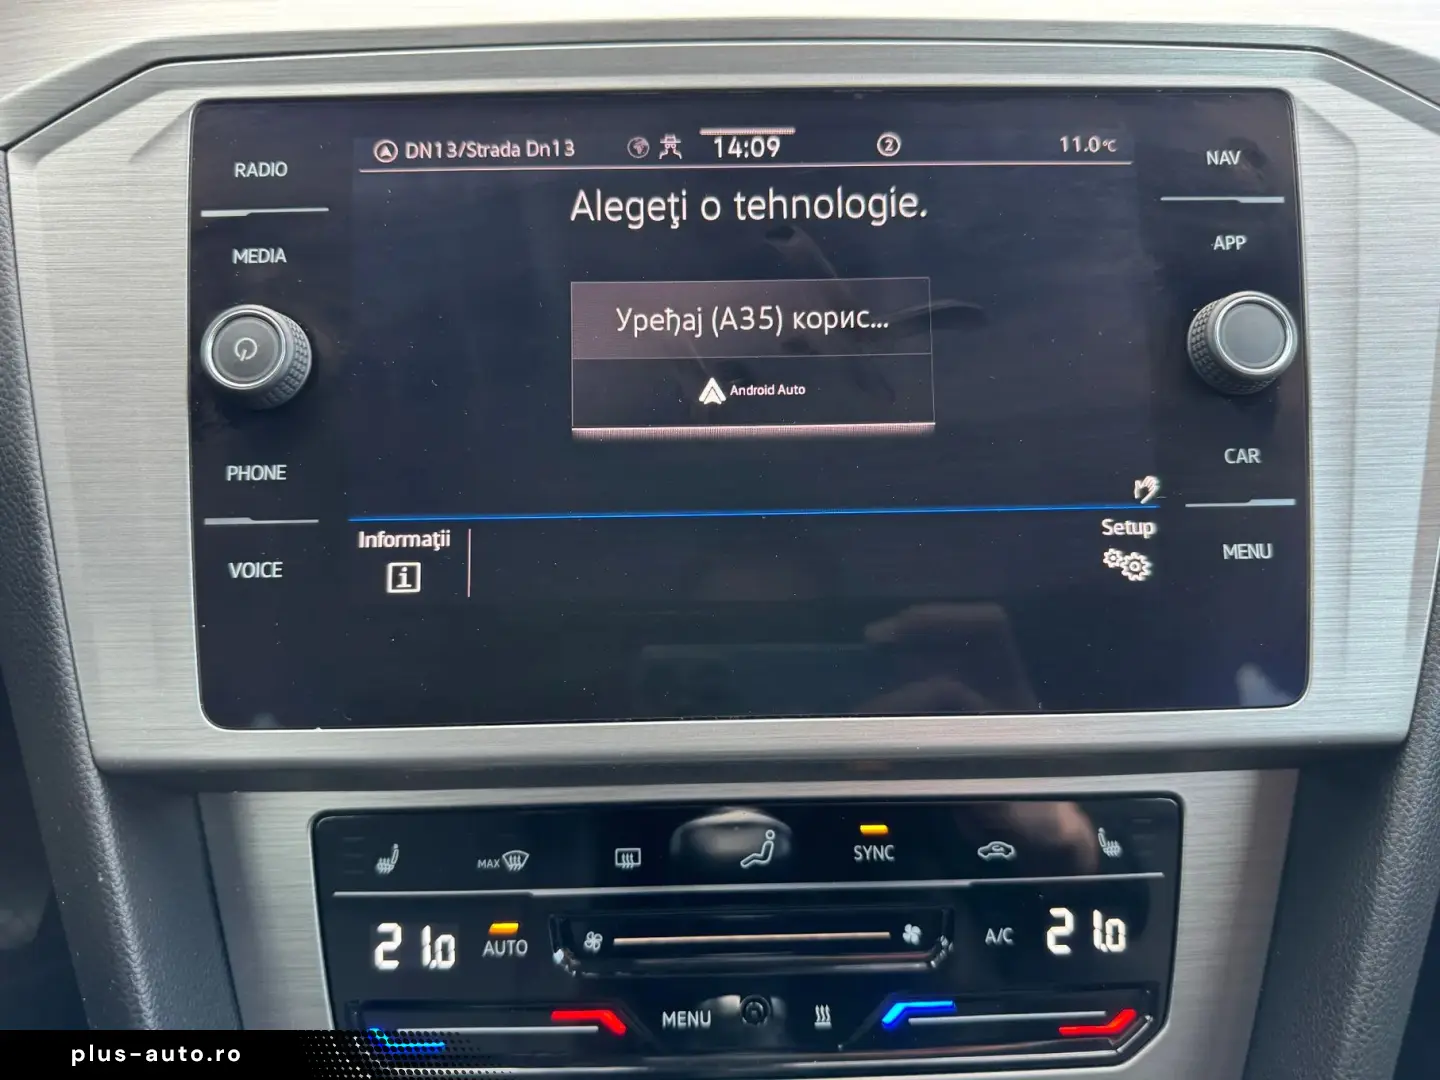 RADIO
MEDIA
PHONE
VOICE
DN13/Strada Dn13
14:09
2
11.0°C
Alegeţi o tehnologie.
Уређај (A35) корис...
Android Auto
Informaţii
i
Setup
NAV
APP
CAR
MENU
MAX
SYNC
21.0
AUTO
A/C
21.0
MENU
plus-auto.ro